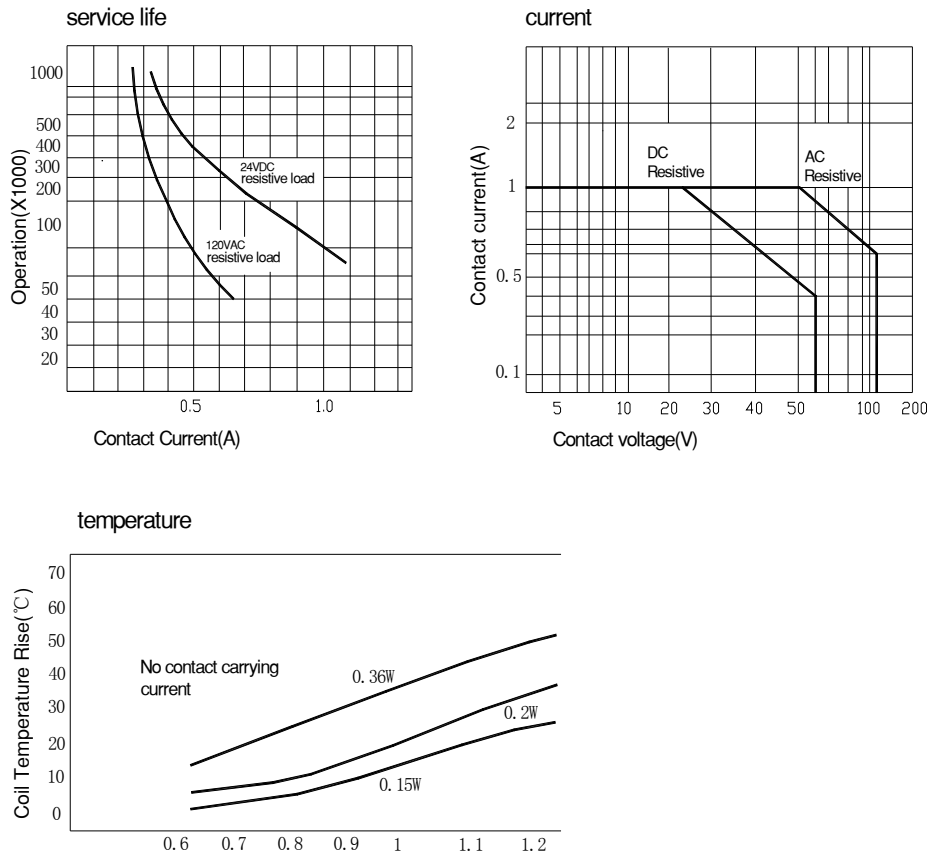 service life
1000
500
400
300
200
100
50
40
30
20
Operation(X1000)
24VDC
resistive load
120VAC
resistive load
0.5
1.0
Contact Current(A)
current
2
1
0.5
0.1
Contact current(A)
DC
Resistive
AC
Resistive
5
10
20
30
40
50
100
200
Contact voltage(V)
temperature
70
60
50
40
30
20
10
0
Coil Temperature Rise(℃)
No contact carrying
current
0.36W
0.2W
0.15W
0.6
0.7
0.8
0.9
1
1.1
1.2